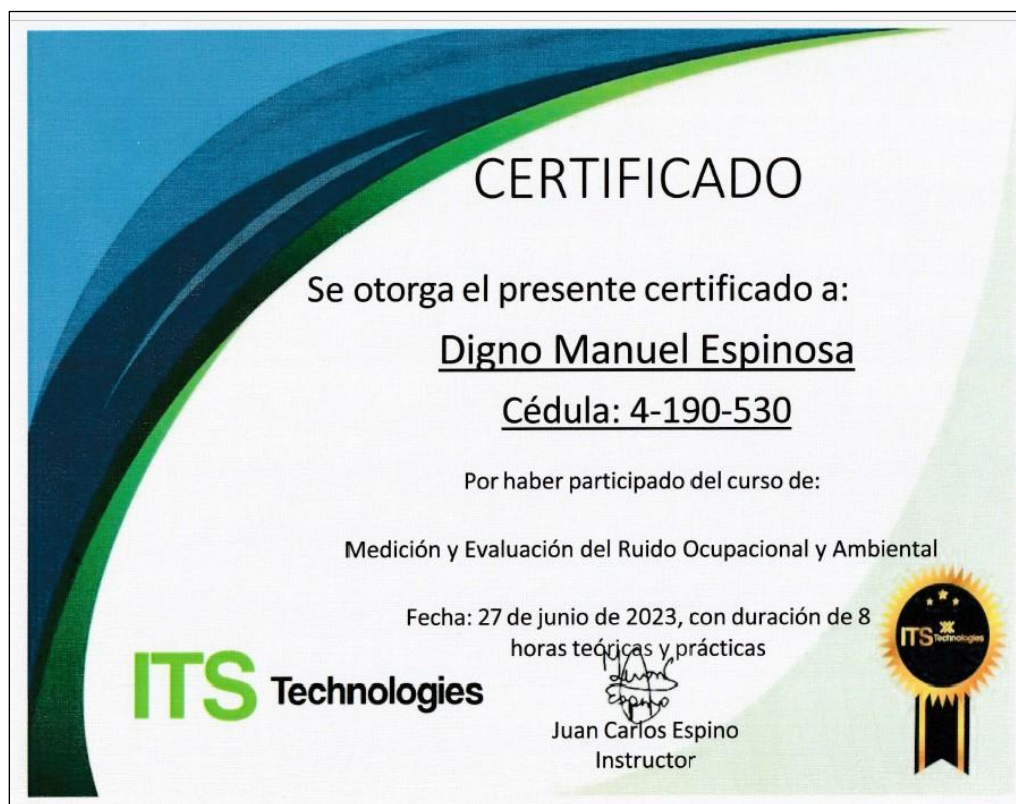 CERTIFICADO
Se otorga el presente certificado a:
Digno Manuel Espinosa
Cédula: 4-190-530
Por haber participado del curso de:
Medición y Evaluación del Ruido Ocupacional y Ambiental
Fecha: 27 de junio de 2023, con duración de 8
horas teóricas y prácticas
ITS Technologies
ITS Technologies
Juan Carlos Espino
Instructor